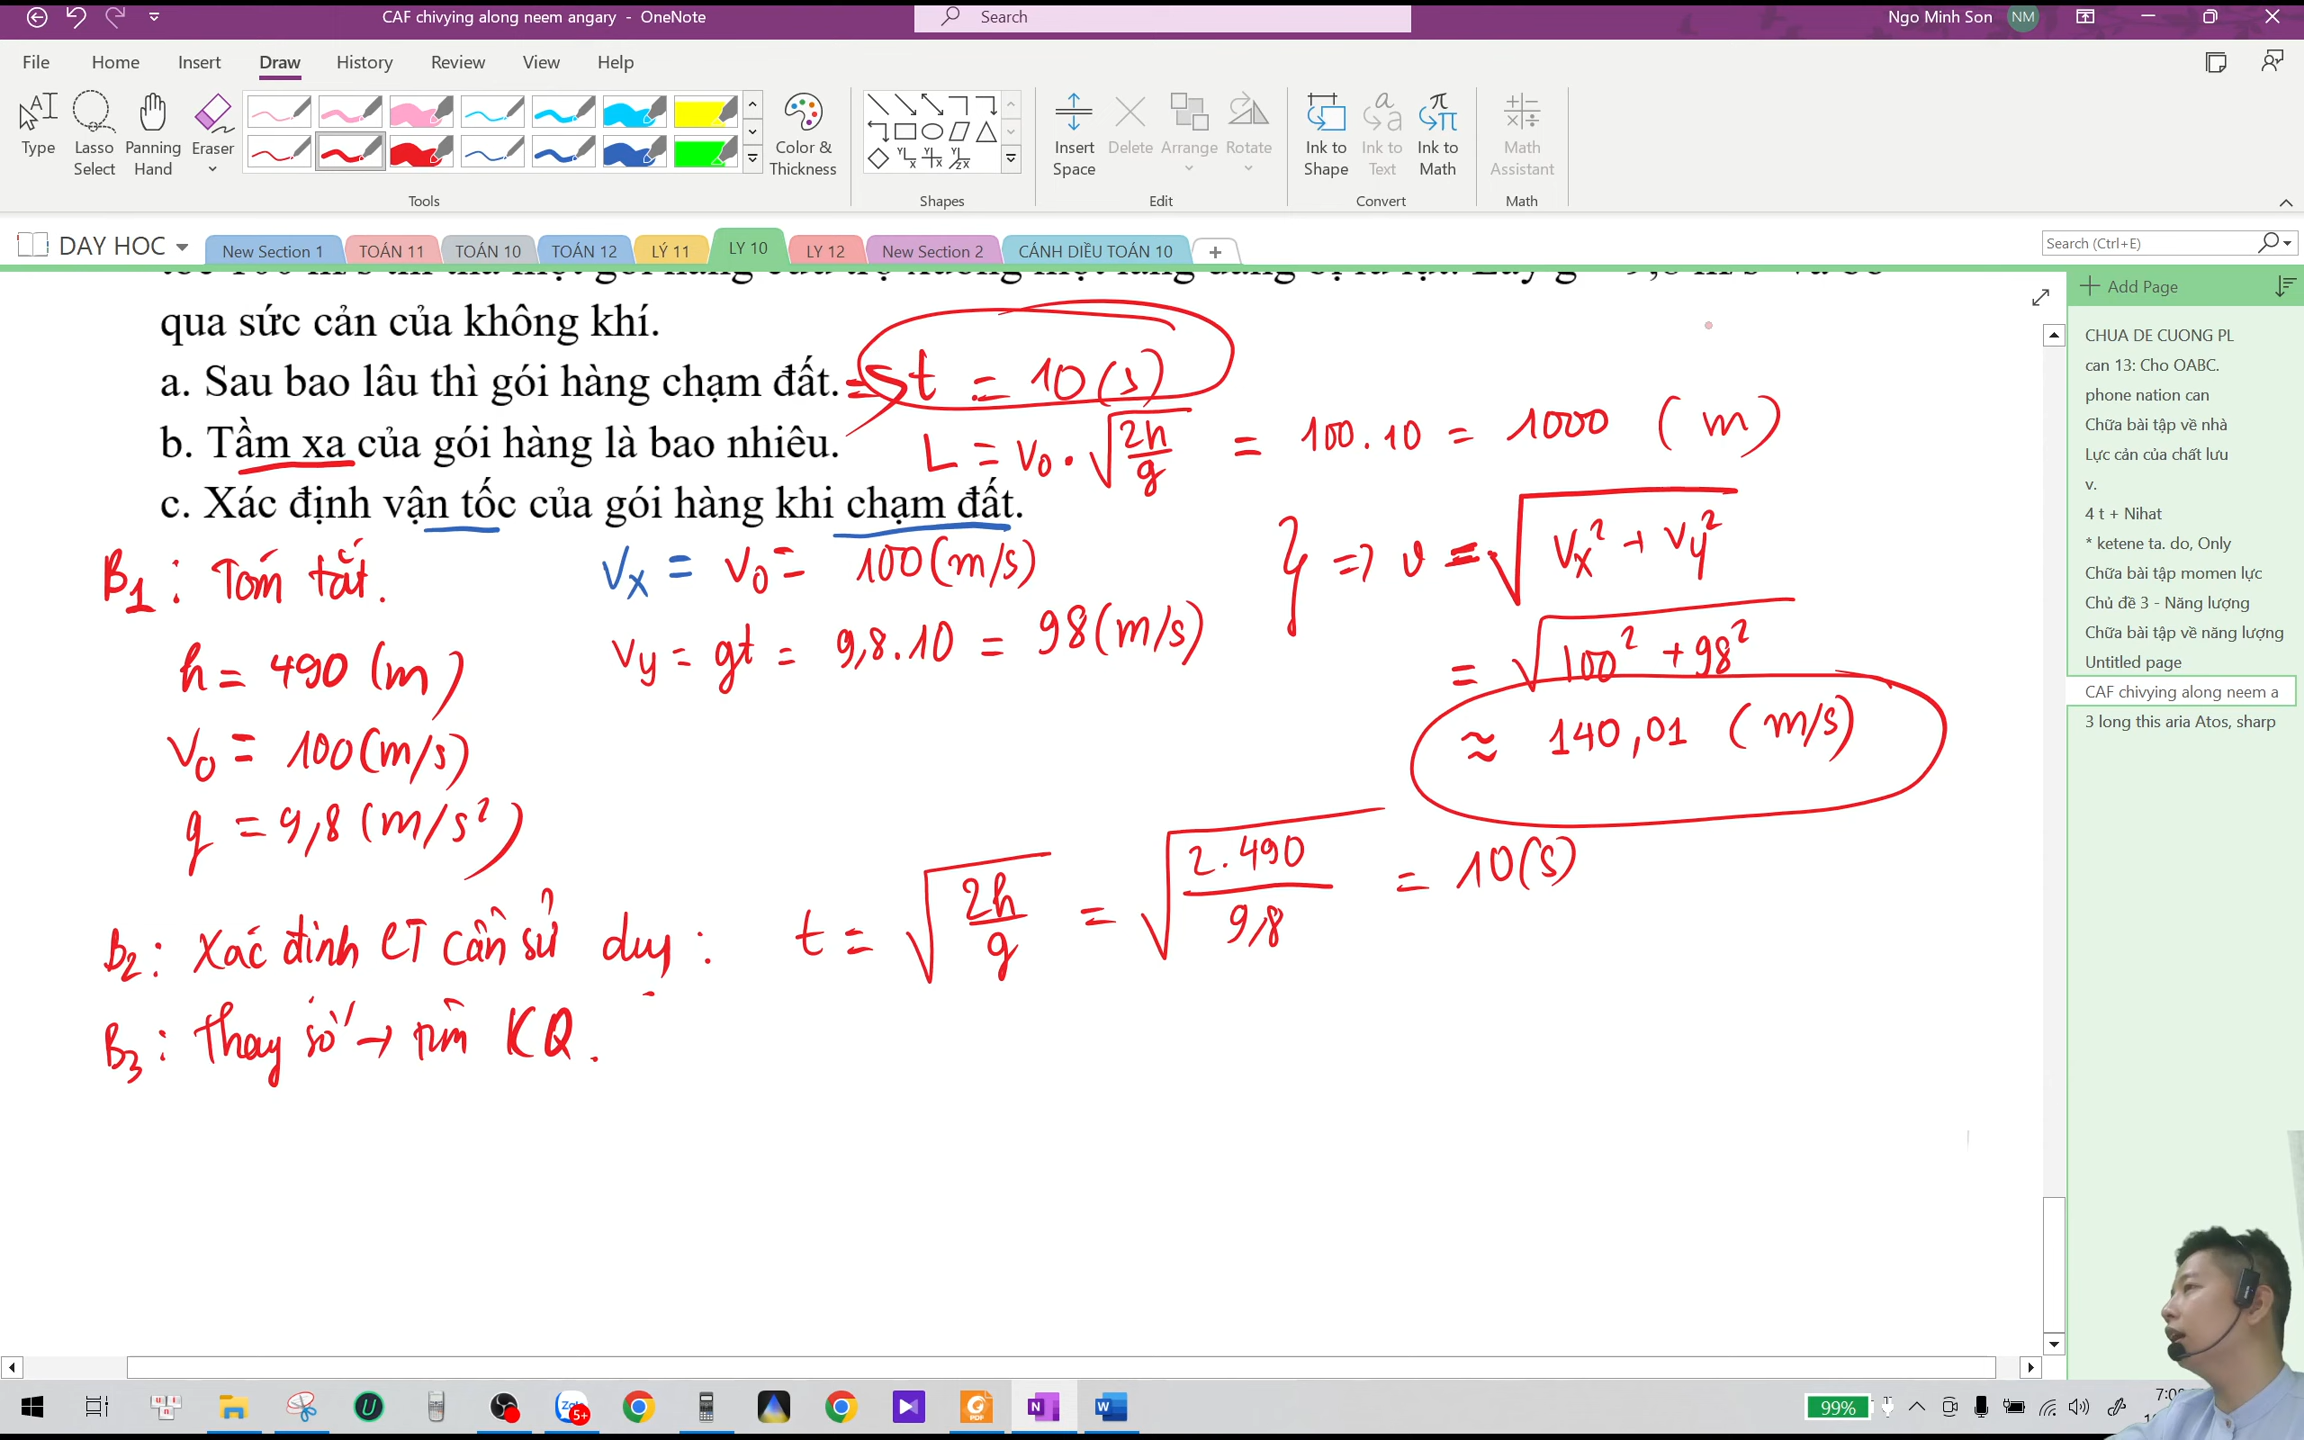 CAF chivying along neem angary - OneNote
Search
Ngo Minh Son NM
File Home Insert Draw History Review View Help
Type
Lasso Select
Panning Hand
Eraser
Color & Thickness
Insert Space
Delete
Arrange
Rotate
Ink to Shape
Ink to Text
Ink to Math
Math Assistant
Tools Shapes Edit Convert Math
DAY HOC New Section 1 TOÁN 11 TOÁN 10 TOÁN 12 LÝ 11 LY 10 LY 12 New Section 2 CÁNH DIỀU TOÁN 10 +
Search (Ctrl+E)
Add Page
CHUA DE CUONG PL
can 13: Cho OABC.
phone nation can
Chữa bài tập về nhà
Lực cản của chất lưu
v.
4 t + Nihat
* ketene ta. do, Only
Chữa bài tập momen lực
Chủ đề 3 - Năng lượng
Chữa bài tập về năng lượng
Untitled page
CAF chivying along neem a
3 long this aria Atos, sharp
qua sức cản của không khí.
a. Sau bao lâu thì gói hàng chạm đất. => t = 10 (s)
b. Tầm xa của gói hàng là bao nhiêu. L = v₀ . √(2h/g) = 100.10 = 1000 (m)
c. Xác định vận tốc của gói hàng khi chạm đất.
B1: Tóm tắt.
Vx = V₀ = 100 (m/s)
Vy = gt = 9,8.10 = 98 (m/s)
} => v = √(Vx² + Vy²)
= √(100² + 98²)
≈ 140,01 (m/s)
h = 490 (m)
V₀ = 100 (m/s)
g = 9,8 (m/s²)
B2: Xác định CT cần sử dụng : t = √(2h/g) = √(2.490/9,8) = 10 (s)
B3: Thay số → tìm KQ.
99%